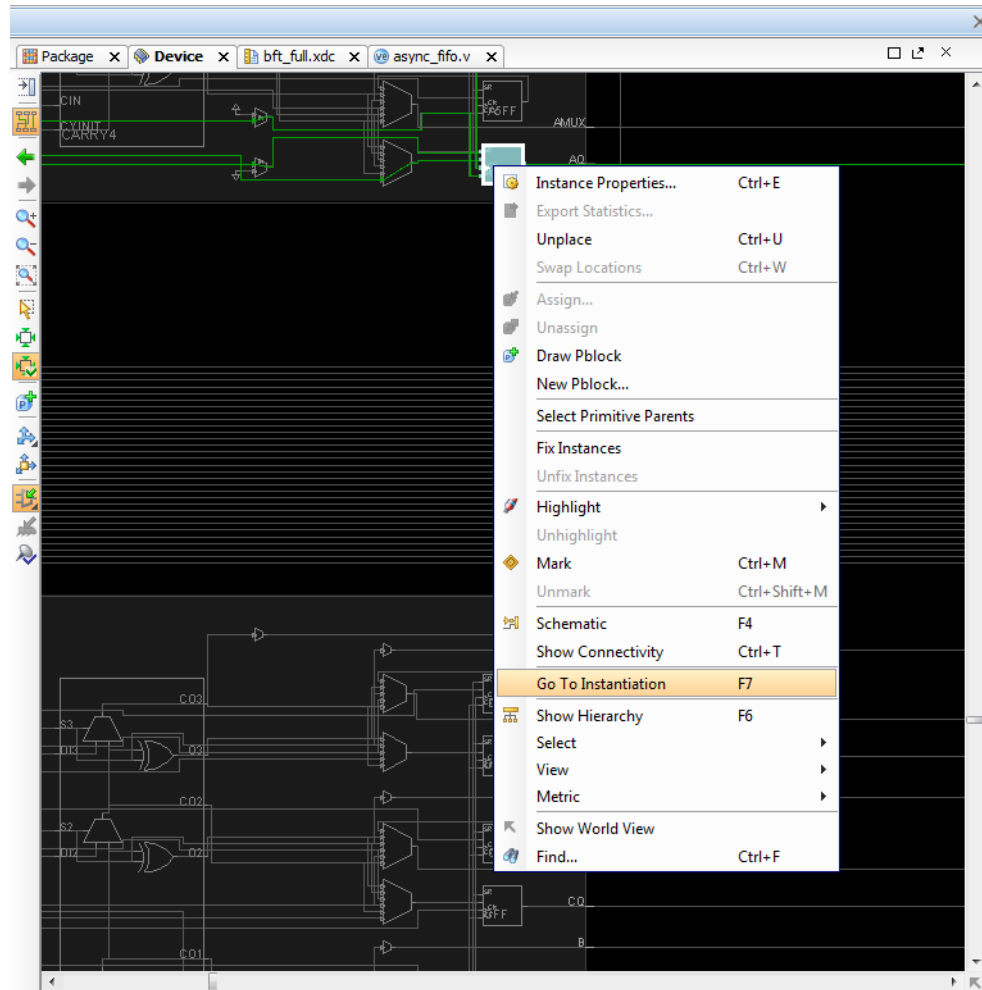 Package X Device X bft_full.xdc X async_fifo.v X
CIN
CYINIT
CARRY4
AMUX
AQ
Instance Properties... Ctrl+E
Export Statistics...
Unplace Ctrl+U
Swap Locations Ctrl+W
Assign...
Unassign
Draw Pblock
New Pblock...
Select Primitive Parents
Fix Instances
Unfix Instances
Highlight
Unhighlight
Mark Ctrl+M
Unmark Ctrl+Shift+M
Schematic F4
Show Connectivity Ctrl+T
Go To Instantiation F7
Show Hierarchy F6
Select
View
Metric
Show World View
Find... Ctrl+F
CO3
S3
DI3
O3
CO2
S2
DI2
O2
CQ
B
CO1